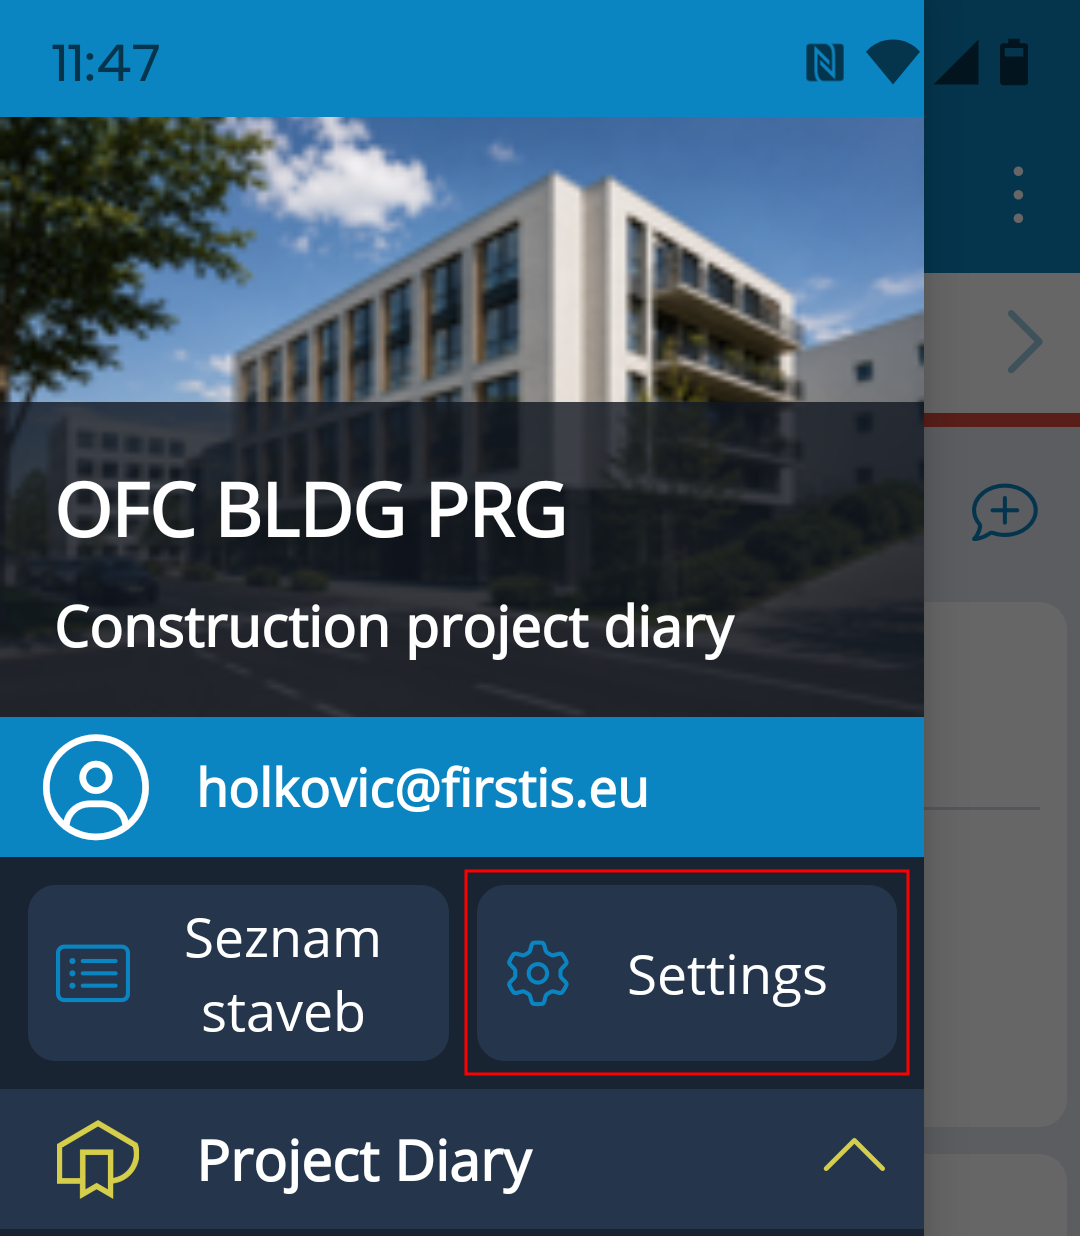 11:47
OFC BLDG PRG
Construction project diary
holkovic@firstis.eu
Seznam
staveb
Settings
Project Diary